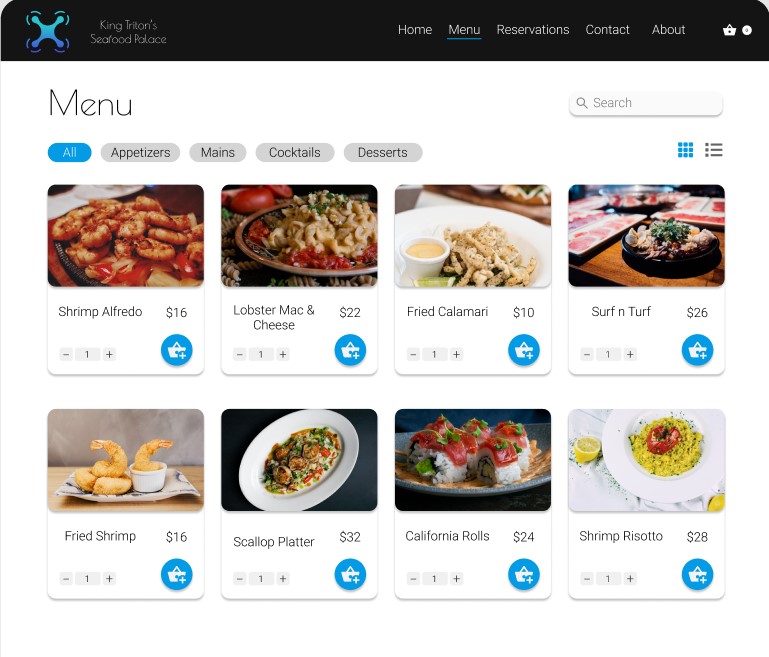 King Triton's
Seafood Palace
Home Menu Reservations Contact About 0
Menu
Search
All Appetizers Mains Cocktails Desserts
Shrimp Alfredo $16
− 1 +
Lobster Mac &
Cheese $22
− 1 +
Fried Calamari $10
− 1 +
Surf n Turf $26
− 1 +
Fried Shrimp $16
− 1 +
Scallop Platter $32
− 1 +
California Rolls $24
− 1 +
Shrimp Risotto $28
− 1 +